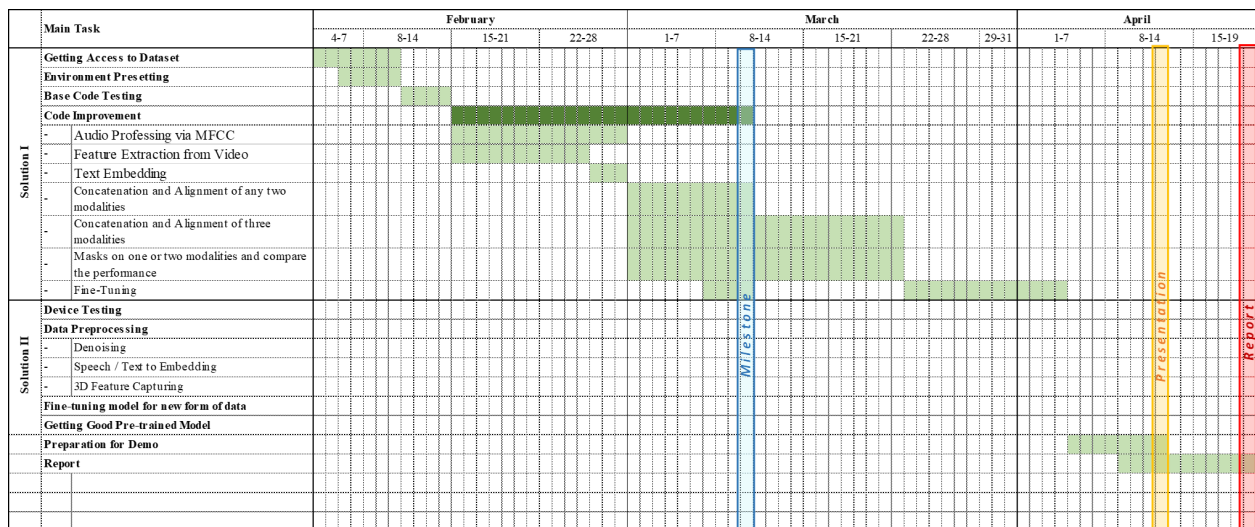 Main Task
February
March
April
4-7
8-14
15-21
22-28
1-7
8-14
15-21
22-28
29-31
1-7
8-14
15-19
Solution I
Getting Access to Dataset
Environment Presetting
Base Code Testing
Code Improvement
- Audio Professing via MFCC
- Feature Extraction from Video
- Text Embedding
- Concatenation and Alignment of any two
modalities
- Concatenation and Alignment of three
modalities
- Masks on one or two modalities and compare
the performance
- Fine-Tuning
Solution II
Device Testing
Data Preprocessing
- Denoising
- Speech / Text to Embedding
- 3D Feature Capturing
Fine-tuning model for new form of data
Getting Good Pre-trained Model
Preparation for Demo
Report
Milestone
Presentation
Report